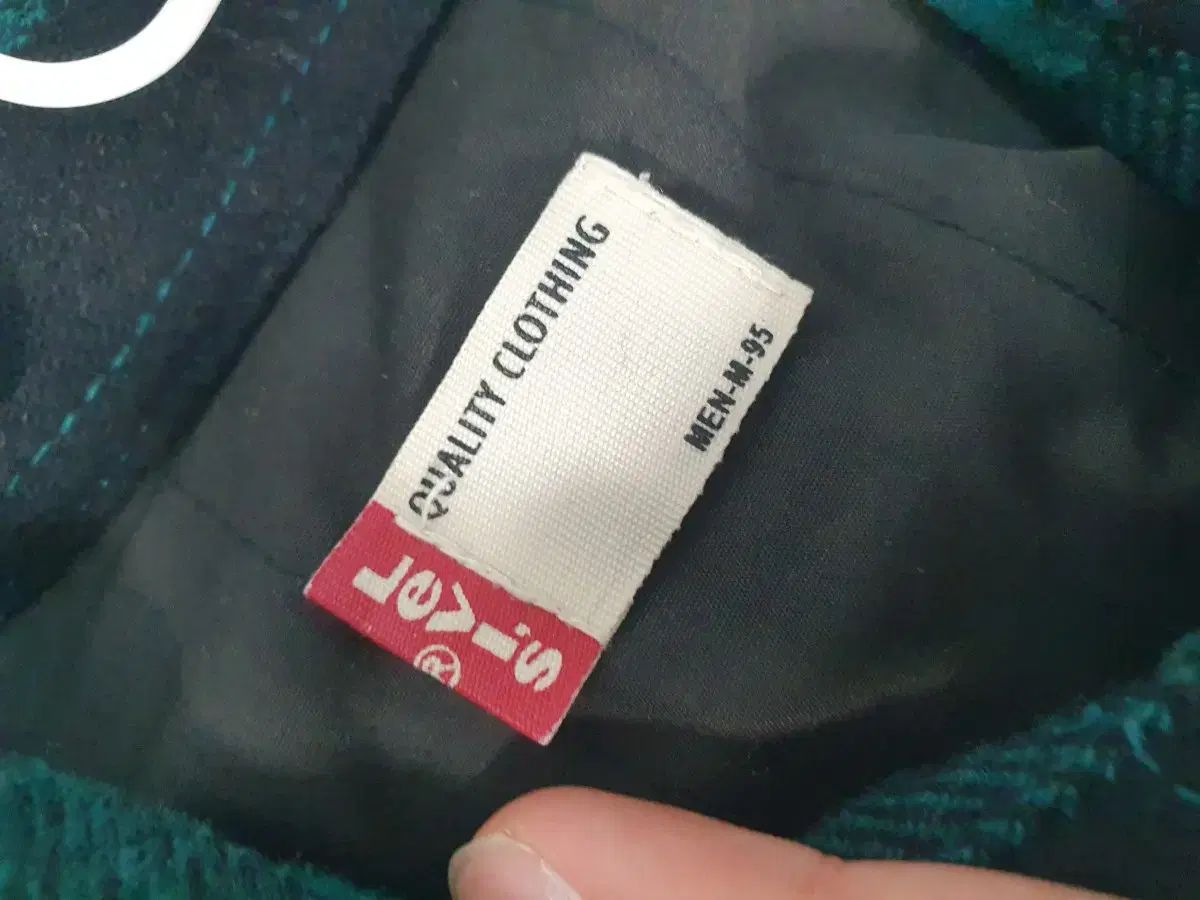 QUALITY CLOTHING
MEN-M-95
Levi's
®